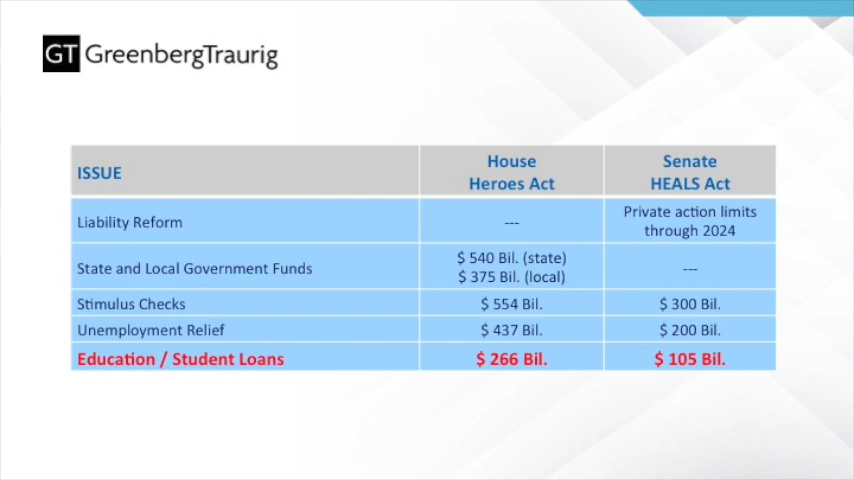 GT GreenbergTraurig
ISSUE
House
Heroes Act
Senate
HEALS Act
Liability Reform
---
Private action limits
through 2024
State and Local Government Funds
$ 540 Bil. (state)
$ 375 Bil. (local)
---
Stimulus Checks
$ 554 Bil.
$ 300 Bil.
Unemployment Relief
$ 437 Bil.
$ 200 Bil.
Education / Student Loans
$ 266 Bil.
$ 105 Bil.